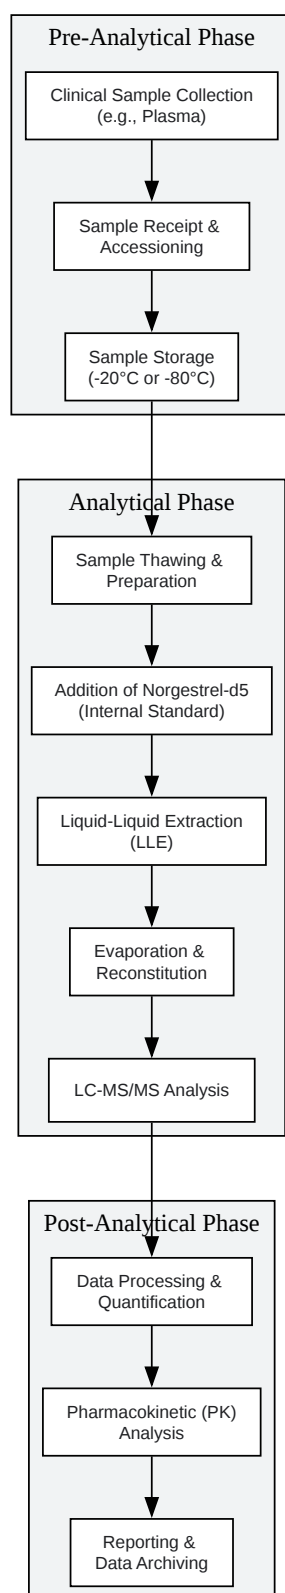 Pre-Analytical Phase
Clinical Sample Collection
(e.g., Plasma)
Sample Receipt &
Accessioning
Sample Storage
(-20°C or -80°C)
Analytical Phase
Sample Thawing &
Preparation
Addition of Norgestrel-d5
(Internal Standard)
Liquid-Liquid Extraction
(LLE)
Evaporation &
Reconstitution
LC-MS/MS Analysis
Post-Analytical Phase
Data Processing &
Quantification
Pharmacokinetic (PK)
Analysis
Reporting &
Data Archiving